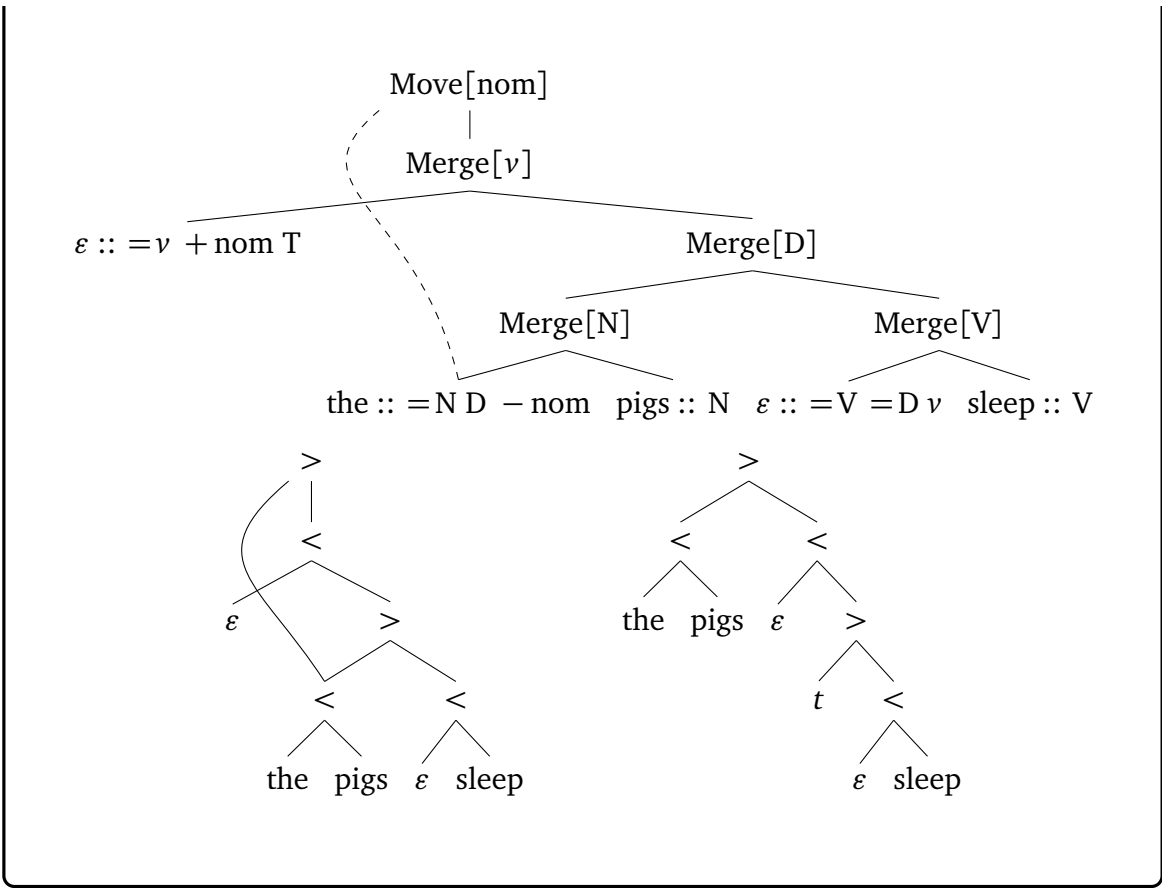 Move[nom]
Merge[v]
ε :: =v +nom T Merge[D]
Merge[N] Merge[V]
the :: =N D −nom pigs :: N ε :: =V =D v sleep :: V
> >
< < <
ε > the pigs ε >
< < t <
the pigs ε sleep ε sleep